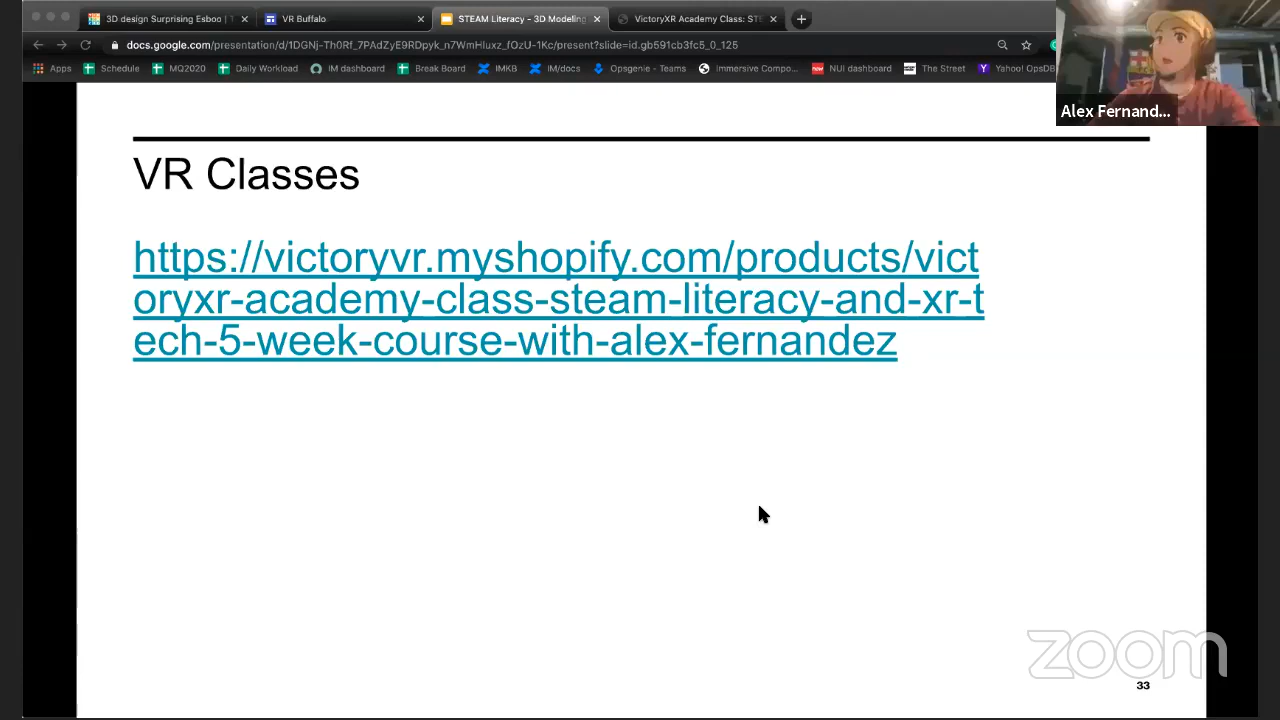 3D design Surprising Esboo | T
VR Buffalo
STEAM Literacy - 3D Modeling
VictoryXR Academy Class: STE
docs.google.com/presentation/d/1DGNj-Th0Rf_7PAdZyE9RDpyk_n7WmHluxz_fOzU-1Kc/present?slide=id.gb591cb3fc5_0_125
Apps Schedule MQ2020 Daily Workload IM dashboard Break Board IMKB IM/docs Opsgenie - Teams Immersive Compo... NUI dashboard The Street Yahoo! OpsDB
Alex Fernand...
VR Classes
https://victoryvr.myshopify.com/products/vict
oryxr-academy-class-steam-literacy-and-xr-t
ech-5-week-course-with-alex-fernandez
zoom
33